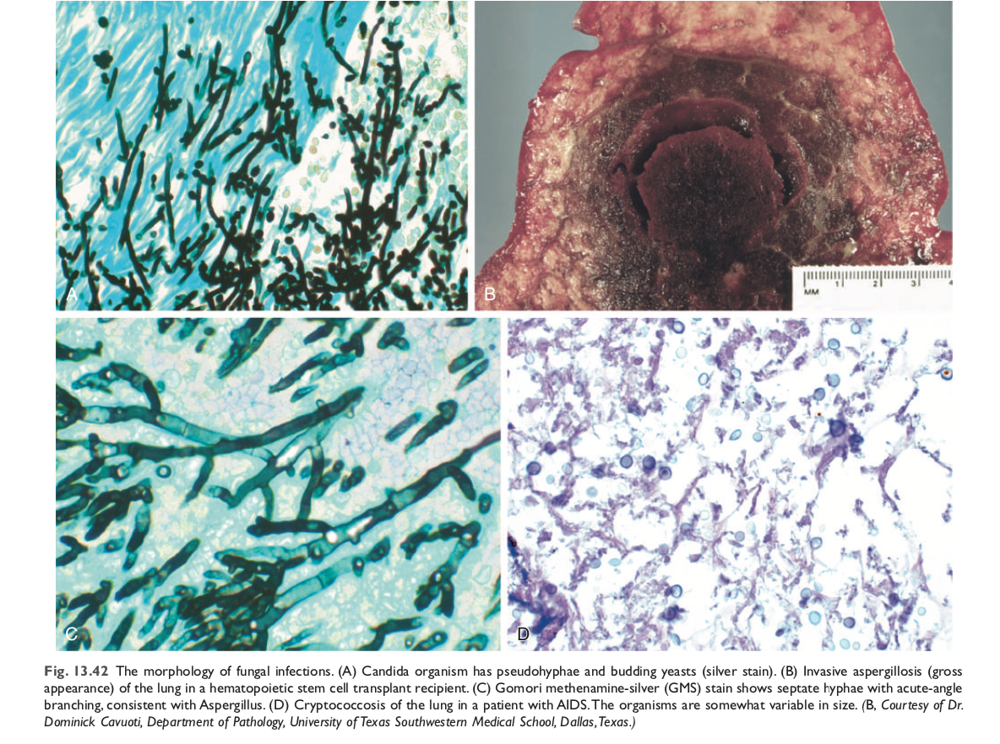 A
B
MM 1 2 3 4
C
D
Fig. 13.42 The morphology of fungal infections. (A) Candida organism has pseudohyphae and budding yeasts (silver stain). (B) Invasive aspergillosis (gross
appearance) of the lung in a hematopoietic stem cell transplant recipient. (C) Gomori methenamine-silver (GMS) stain shows septate hyphae with acute-angle
branching, consistent with Aspergillus. (D) Cryptococcosis of the lung in a patient with AIDS. The organisms are somewhat variable in size. (B, Courtesy of Dr.
Dominick Cavuoti, Department of Pathology, University of Texas Southwestern Medical School, Dallas, Texas.)